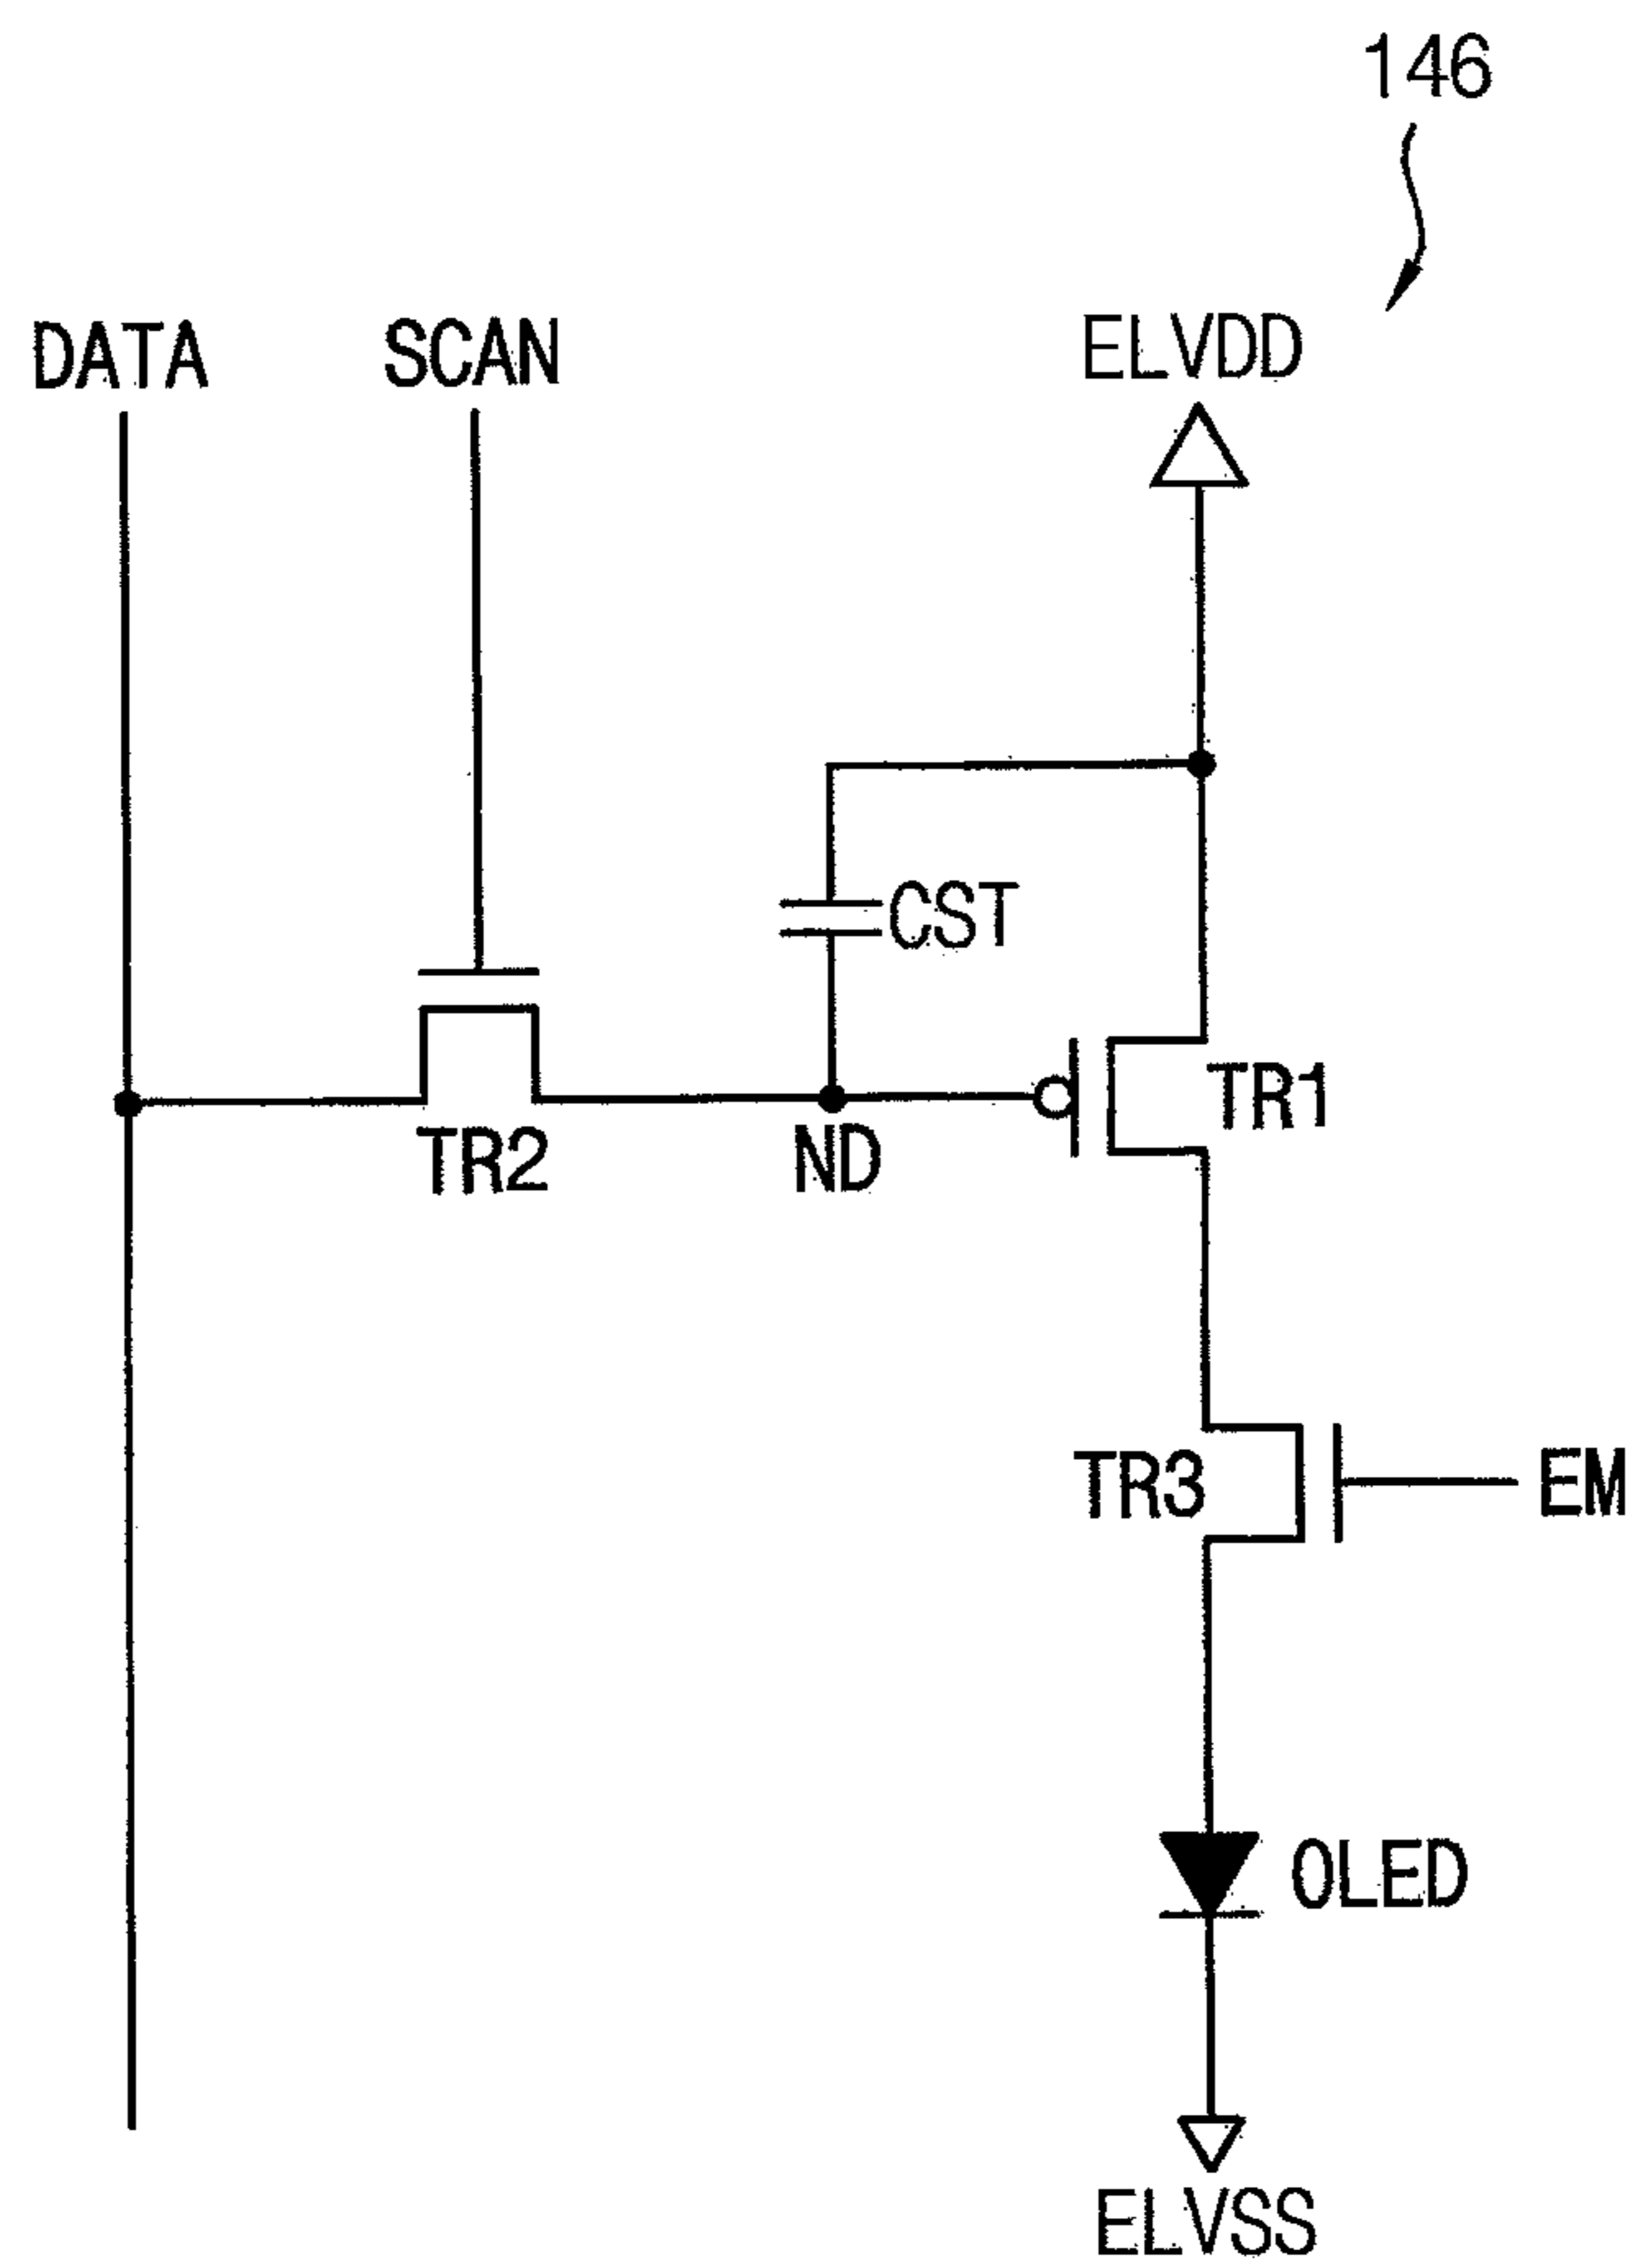 146
DATA
SCAN
ELVDD
CST
TR1
TR2
ND
TR3
EM
OLED
ELVSS